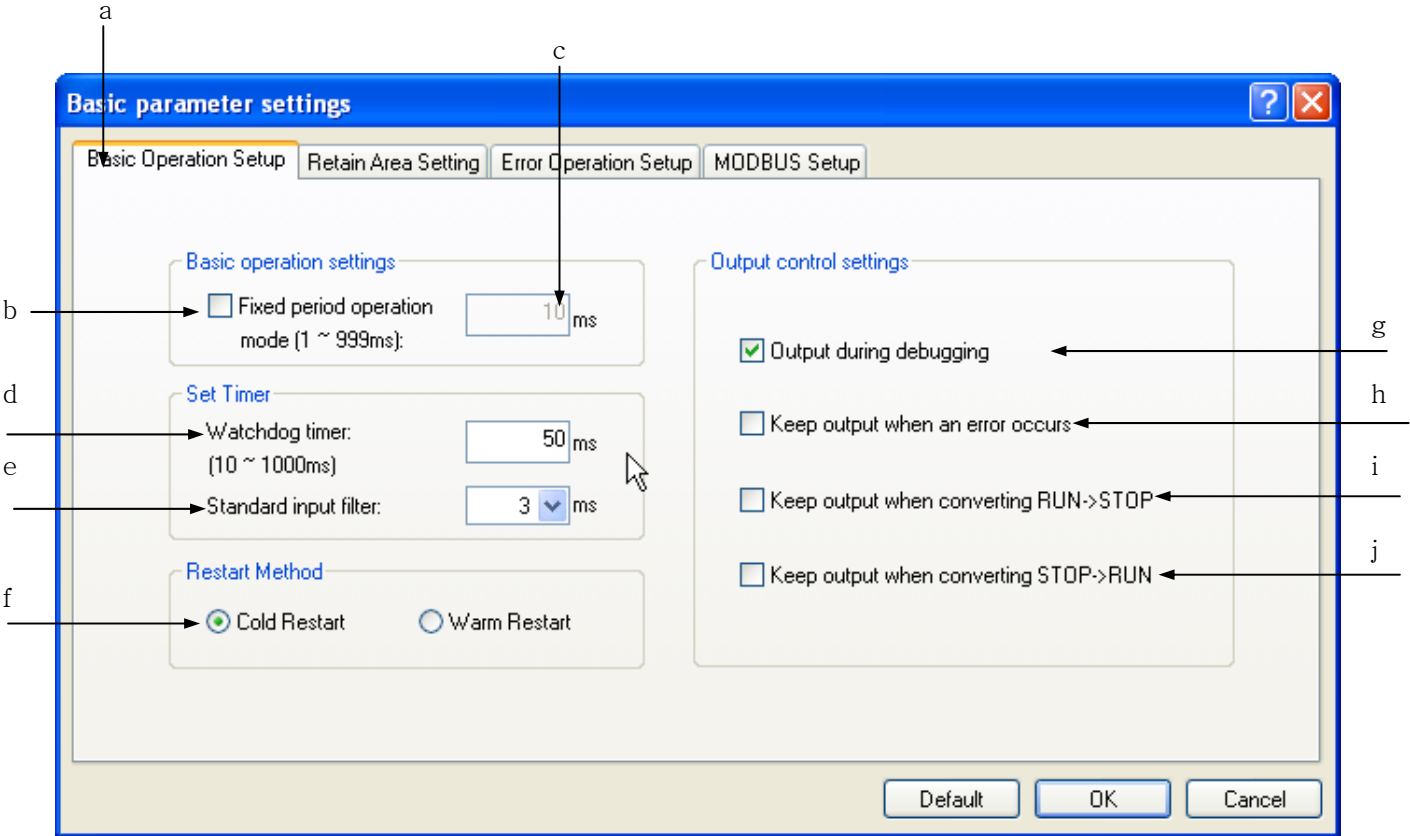 a
c
Basic parameter settings
Basic Operation Setup
Retain Area Setting
Error Operation Setup
MODBUS Setup
Basic operation settings
b
Fixed period operation
mode (1 ~ 999ms):
10 ms
d
Set Timer
Watchdog timer:
(10 ~ 1000ms)
50 ms
e
Standard input filter:
3 ms
Restart Method
f
Cold Restart
Warm Restart
Output control settings
g
Output during debugging
h
Keep output when an error occurs
i
Keep output when converting RUN->STOP
j
Keep output when converting STOP->RUN
Default
OK
Cancel